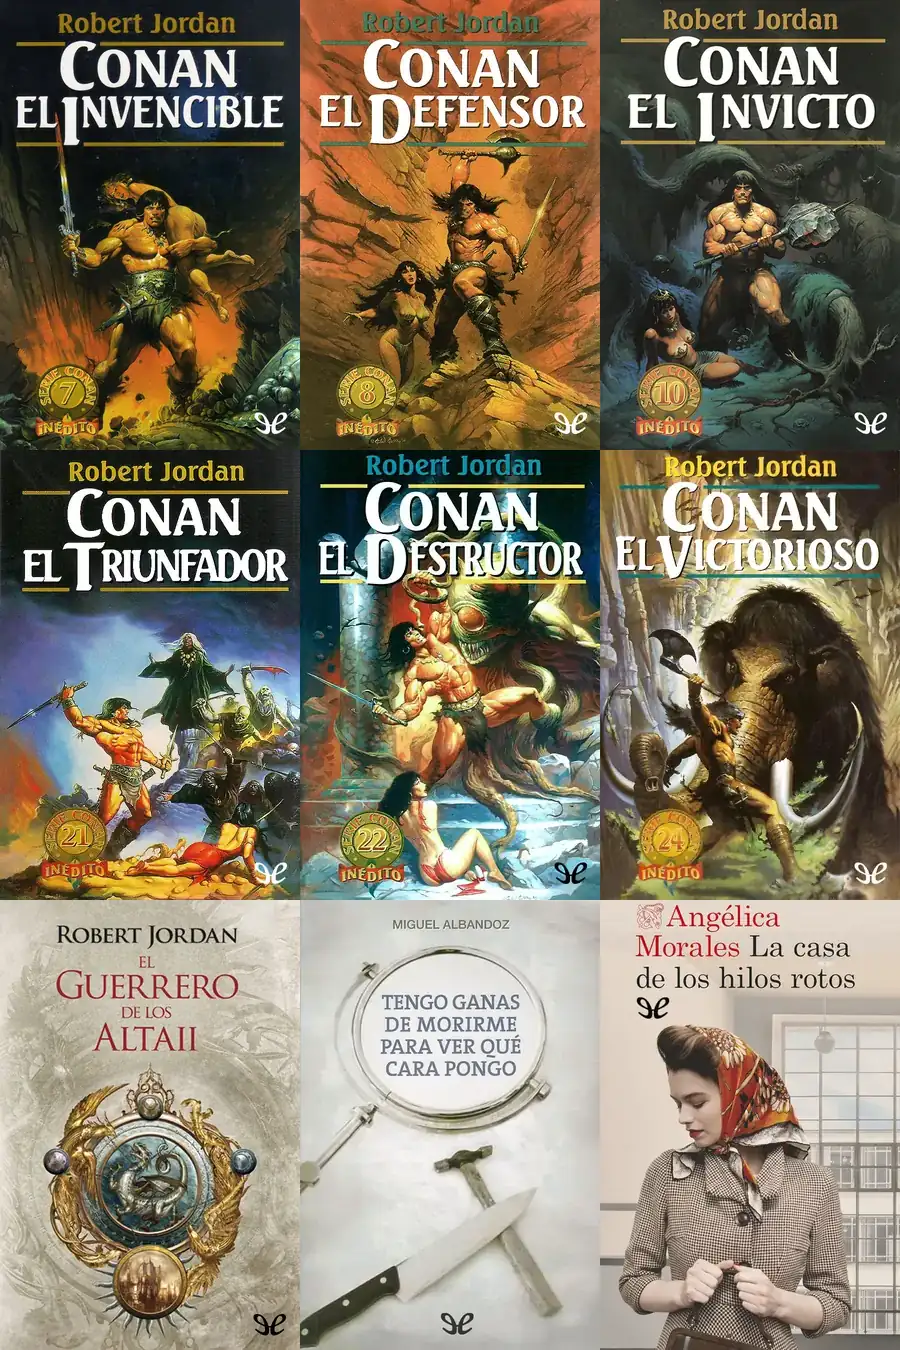 Robert Jordan
CONAN
EL INVENCIBLE
SERIE CONAN
7
INÉDITO
Robert Jordan
CONAN
EL DEFENSOR
SERIE CONAN
8
INÉDITO
Robert Jordan
CONAN
EL INVICTO
SERIE CONAN
10
INÉDITO
Robert Jordan
CONAN
EL TRIUNFADOR
SERIE CONAN
21
INÉDITO
Robert Jordan
CONAN
EL DESTRUCTOR
SERIE CONAN
22
INÉDITO
Robert Jordan
CONAN
EL VICTORIOSO
SERIE CONAN
24
INÉDITO
ROBERT JORDAN
EL
GUERRERO
DE LOS
ALTAII
MIGUEL ALBANDOZ
TENGO GANAS
DE MORIRME
PARA VER QUÉ
CARA PONGO
Angélica
Morales La casa
de los hilos rotos